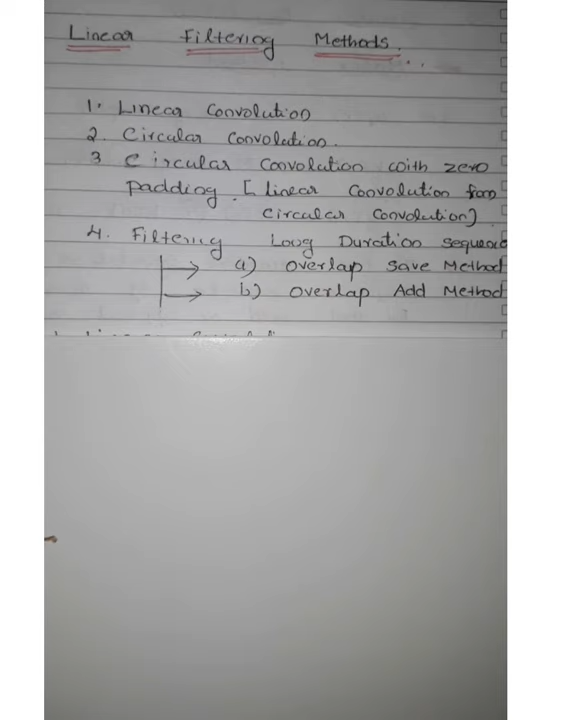 Linear Filtering Methods.
1. Linear Convolution
2. Circular Convolution.
3 Circular Convolution with zero
padding. [linear Convolution from
Circular Convolution]
4. Filtering Long Duration sequence
a) overlap save Method
b) overlap Add Method